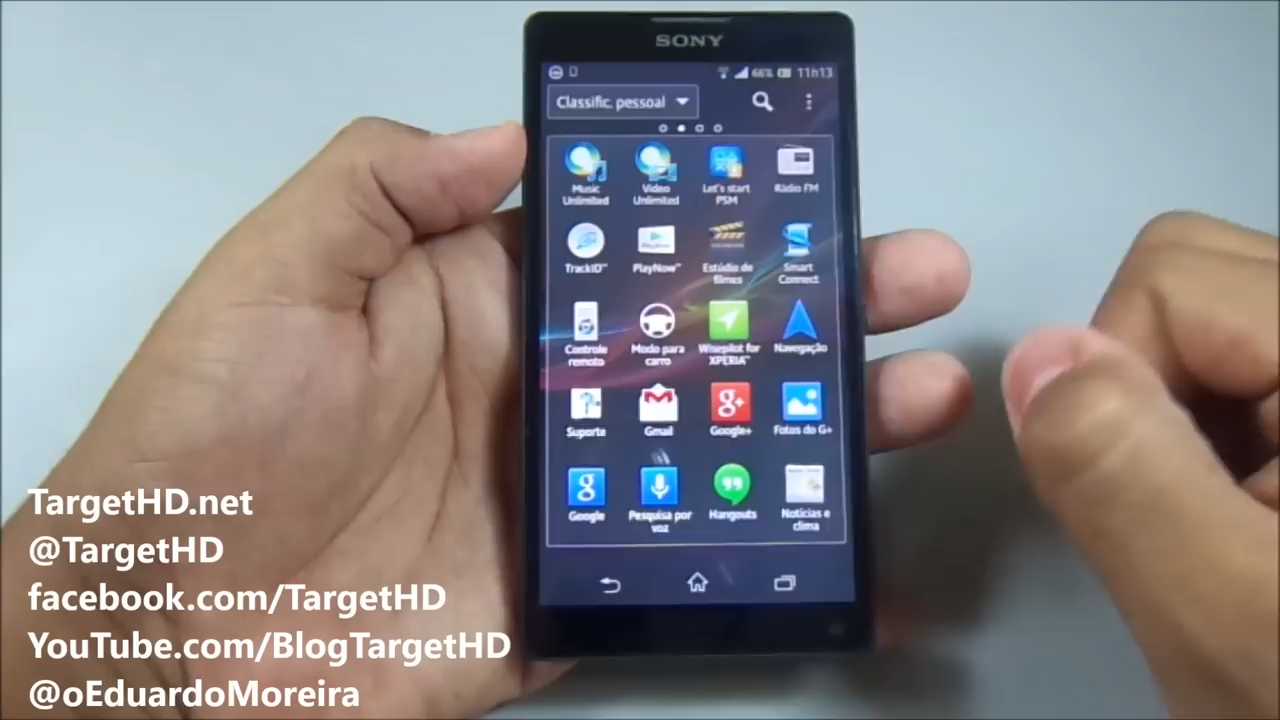 SONY
66% 11h13
Classific. pessoal
Music Unlimited
Video Unlimited
Let's start PSM
Rádio FM
TrackID™
PlayNow™
Estúdio de filmes
Smart Connect
Controle remoto
Modo para carro
Wisepilot for XPERIA™
Navegação
Suporte
Gmail
Google+
Fotos do G+
Google
Pesquisa por voz
Hangouts
Notícias e clima
TargetHD.net
@TargetHD
facebook.com/TargetHD
YouTube.com/BlogTargetHD
@oEduardoMoreira